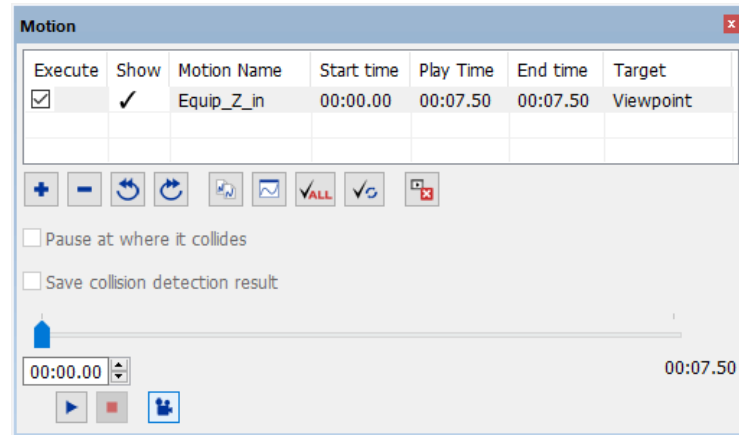 Motion
Execute Show Motion Name Start time Play Time End time Target
Equip_Z_in 00:00.00 00:07.50 00:07.50 Viewpoint
ALL
Pause at where it collides
Save collision detection result
00:00.00 00:07.50